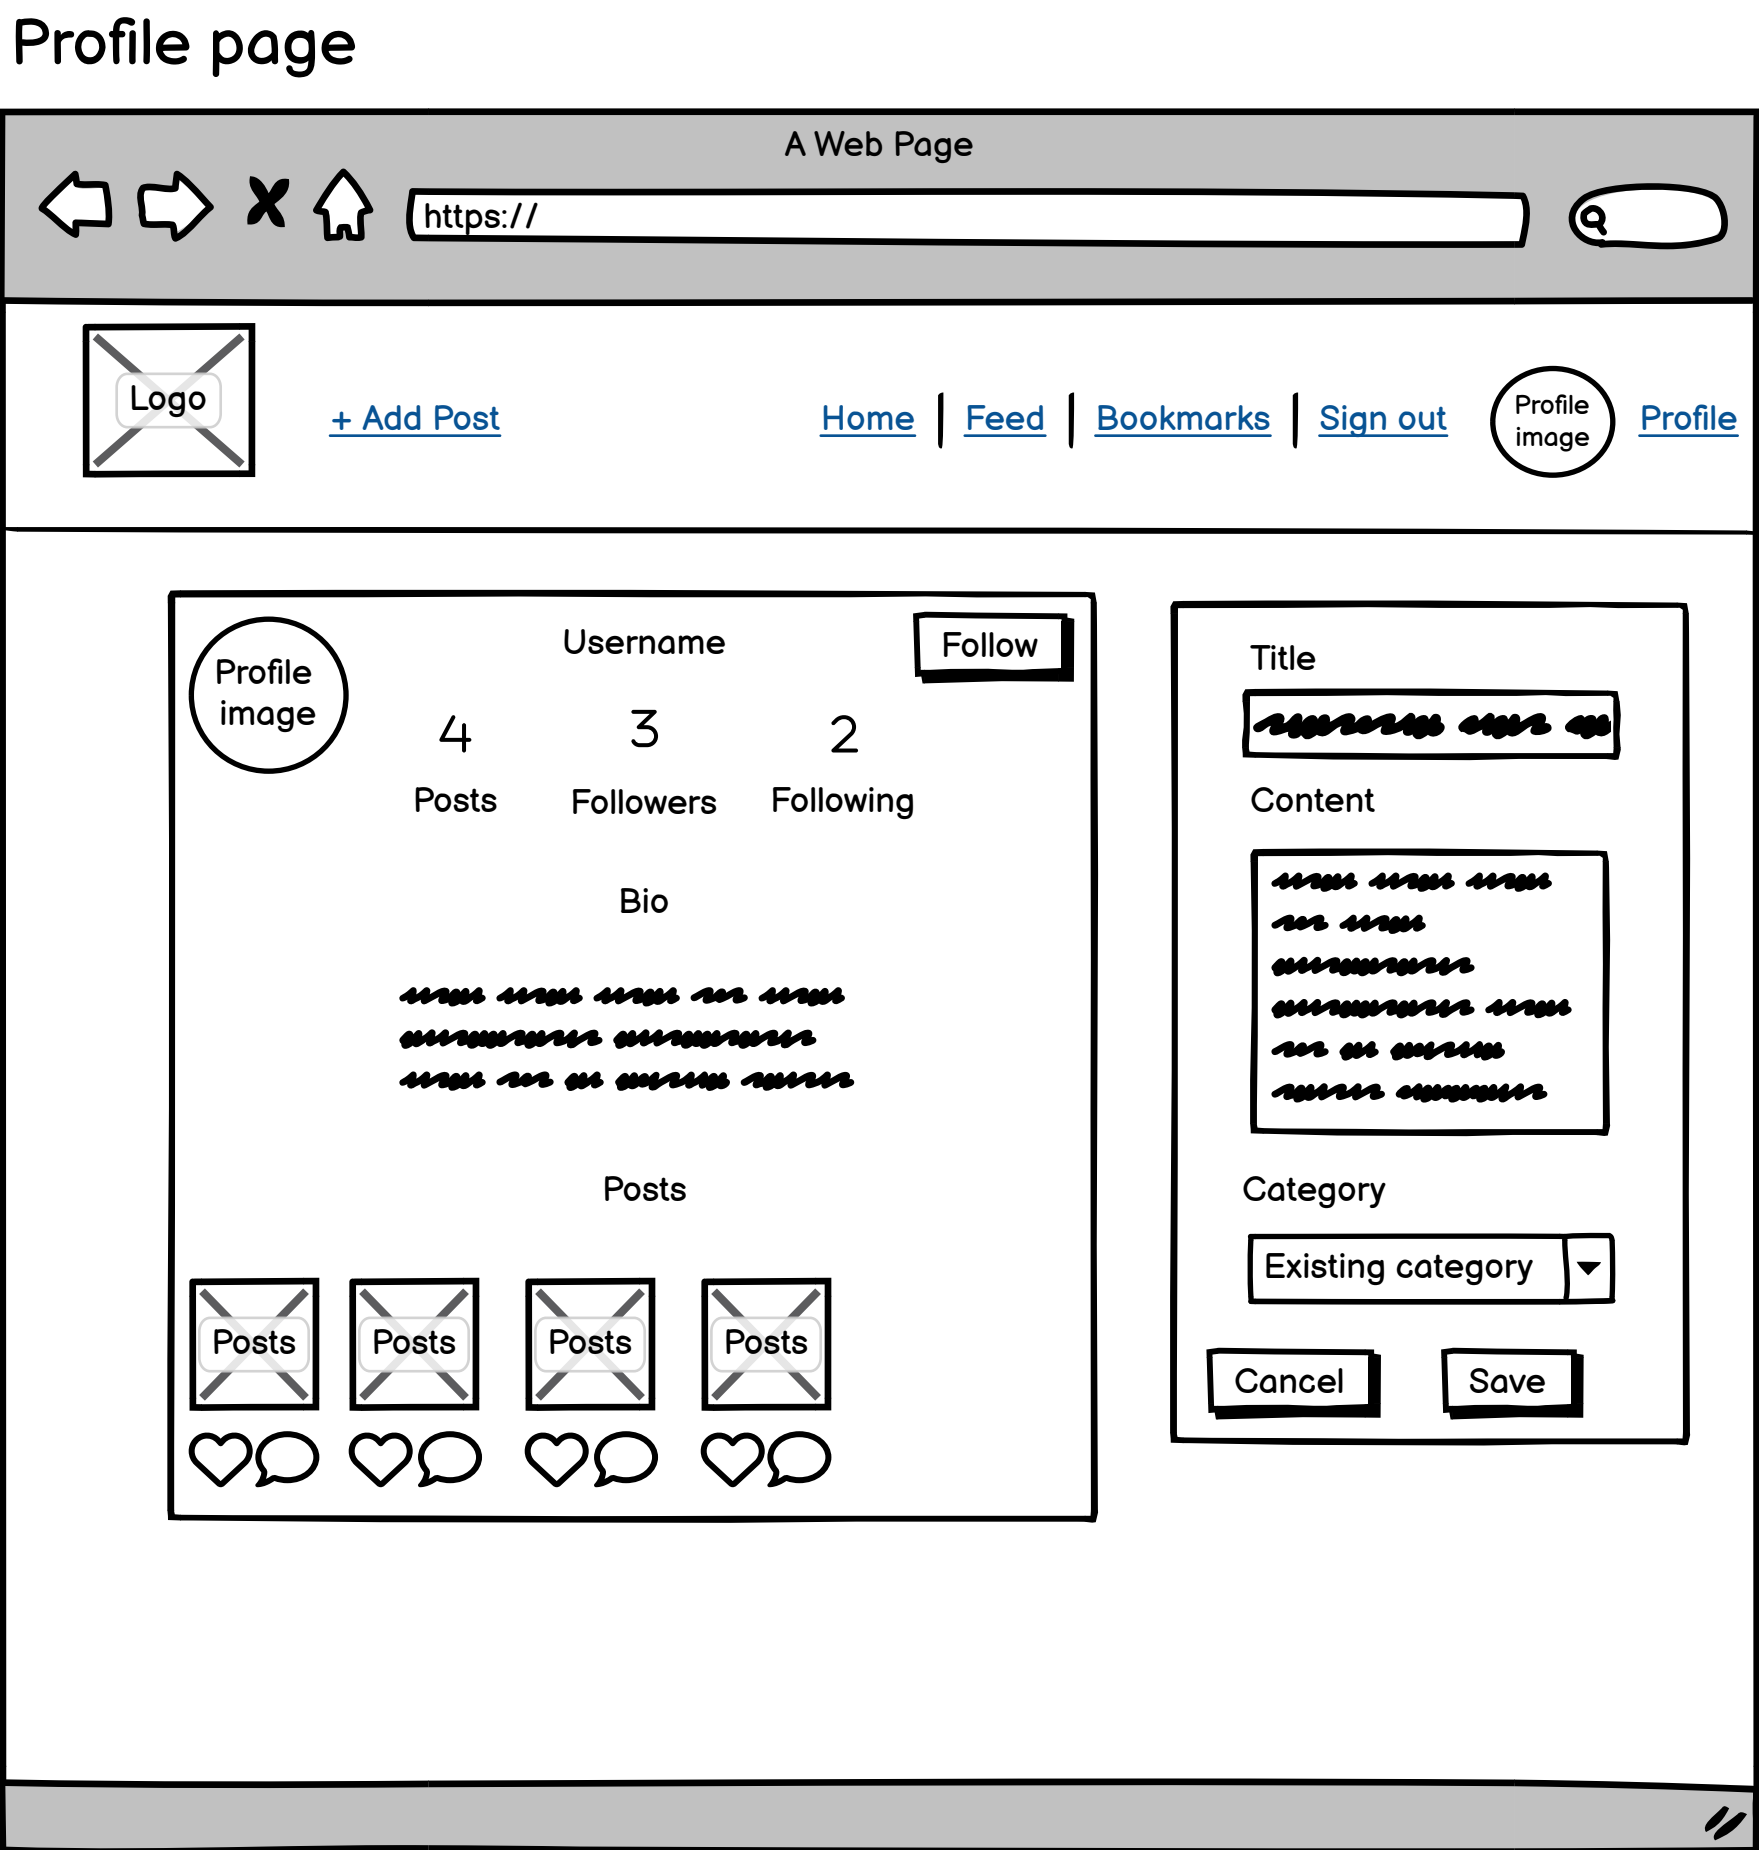 Profile page
A Web Page
https://
Logo
+ Add Post
Home
Feed
Bookmarks
Sign out
Profile
image
Profile
Profile
image
Username
Follow
4
3
2
Posts
Followers
Following
Bio
Posts
Posts
Posts
Posts
Posts
Title
Content
Category
Existing category
Cancel
Save